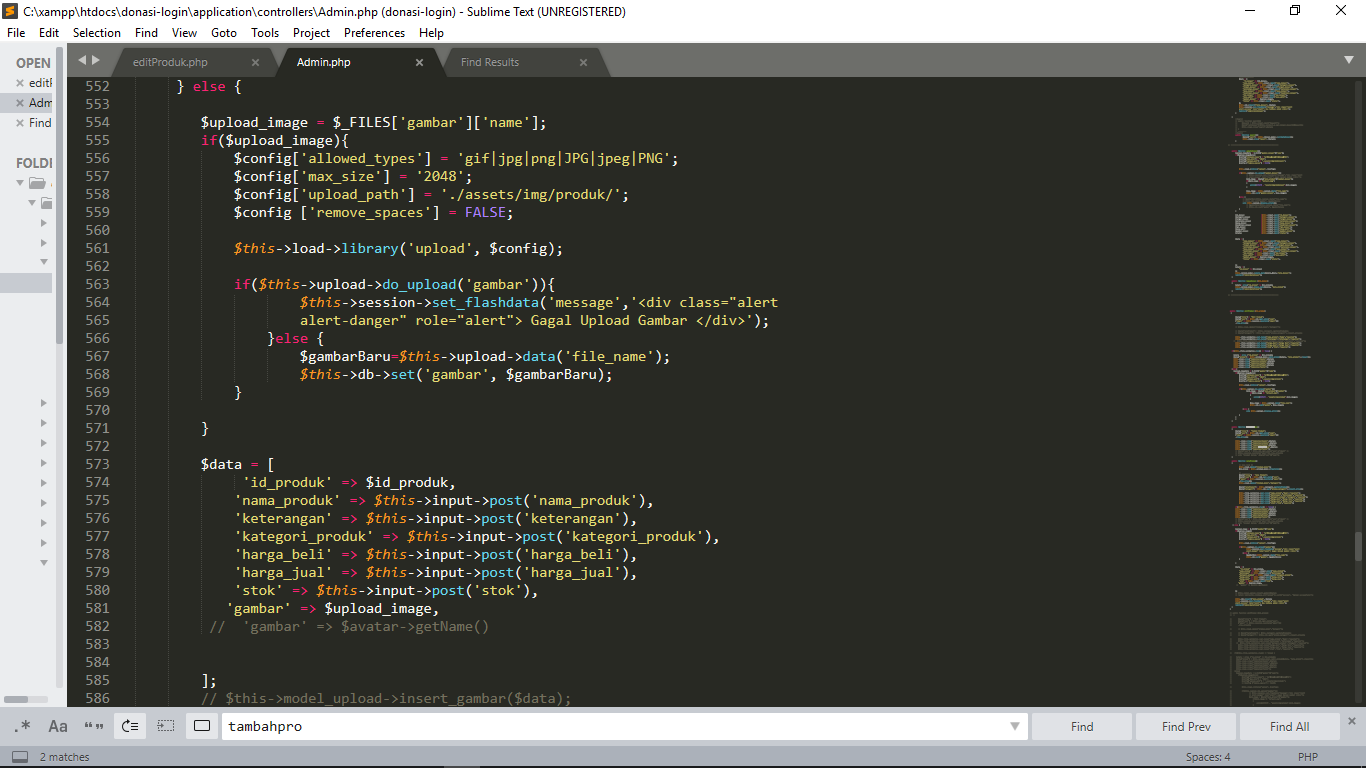 C:\xampp\htdocs\donasi-login\application\controllers\Admin.php (donasi-login) - Sublime Text (UNREGISTERED)
File Edit Selection Find View Goto Tools Project Preferences Help
OPEN
Adm
Find
FOLDI
editProduk.php × Admin.php × Find Results ×
552 } else {
553
554 $upload_image = $_FILES['gambar']['name'];
555 if($upload_image){
556 $config['allowed_types'] = 'gif|jpg|png|JPG|jpeg|PNG';
557 $config['max_size'] = '2048';
558 $config['upload_path'] = './assets/img/produk/';
559 $config ['remove_spaces'] = FALSE;
560
561 $this->load->library('upload', $config);
562
563 if($this->upload->do_upload('gambar')){
564 $this->session->set_flashdata('message','<div class="alert
565 alert-danger" role="alert"> Gagal Upload Gambar </div>');
566 }else {
567 $gambarBaru=$this->upload->data('file_name');
568 $this->db->set('gambar', $gambarBaru);
569 }
570
571 }
572
573 $data = [
574 'id_produk' => $id_produk,
575 'nama_produk' => $this->input->post('nama_produk'),
576 'keterangan' => $this->input->post('keterangan'),
577 'kategori_produk' => $this->input->post('kategori_produk'),
578 'harga_beli' => $this->input->post('harga_beli'),
579 'harga_jual' => $this->input->post('harga_jual'),
580 'stok' => $this->input->post('stok'),
581 'gambar' => $upload_image,
582 // 'gambar' => $avatar->getName()
583
584
585 ];
586 // $this->model_upload->insert_gambar($data);
.* Aa “” tambahpro Find Find Prev Find All ×
2 matches Spaces: 4 PHP